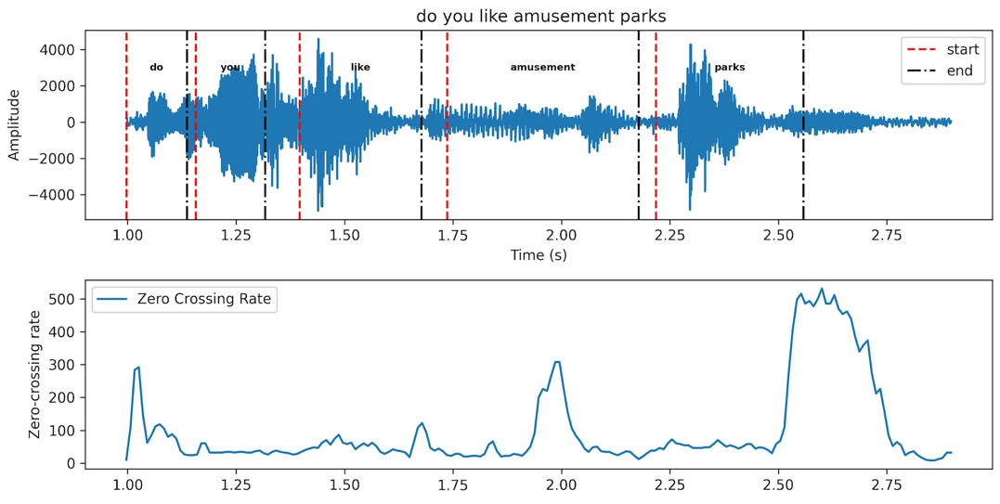 do you like amusement parks
4000
2000
0
−2000
−4000
Amplitude
do you like amusement parks
start
end
1.00 1.25 1.50 1.75 2.00 2.25 2.50 2.75
Time (s)
500
400
300
200
100
0
Zero-crossing rate
Zero Crossing Rate
1.00 1.25 1.50 1.75 2.00 2.25 2.50 2.75